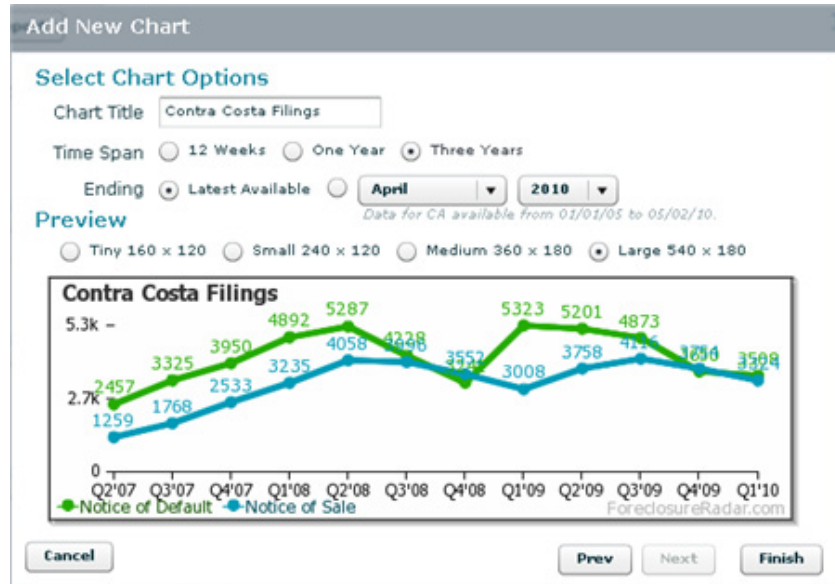 Add New Chart
Select Chart Options
Chart Title Contra Costa Filings
Time Span 12 Weeks One Year Three Years
Ending Latest Available April 2010
Data for CA available from 01/01/05 to 05/02/10.
Preview
Tiny 160 x 120 Small 240 x 120 Medium 360 x 180 Large 540 x 180
Contra Costa Filings
5.3k
2.7k
0
2457 3325 3950 4892 5287 4228 5323 5201 4873 3509
1259 1768 2533 3235 4058 3552 3008 3758 4116 3324
Q2'07 Q3'07 Q4'07 Q1'08 Q2'08 Q3'08 Q4'08 Q1'09 Q2'09 Q3'09 Q4'09 Q1'10
Notice of Default Notice of Sale
ForeclosureRadar.com
Cancel Prev Next Finish